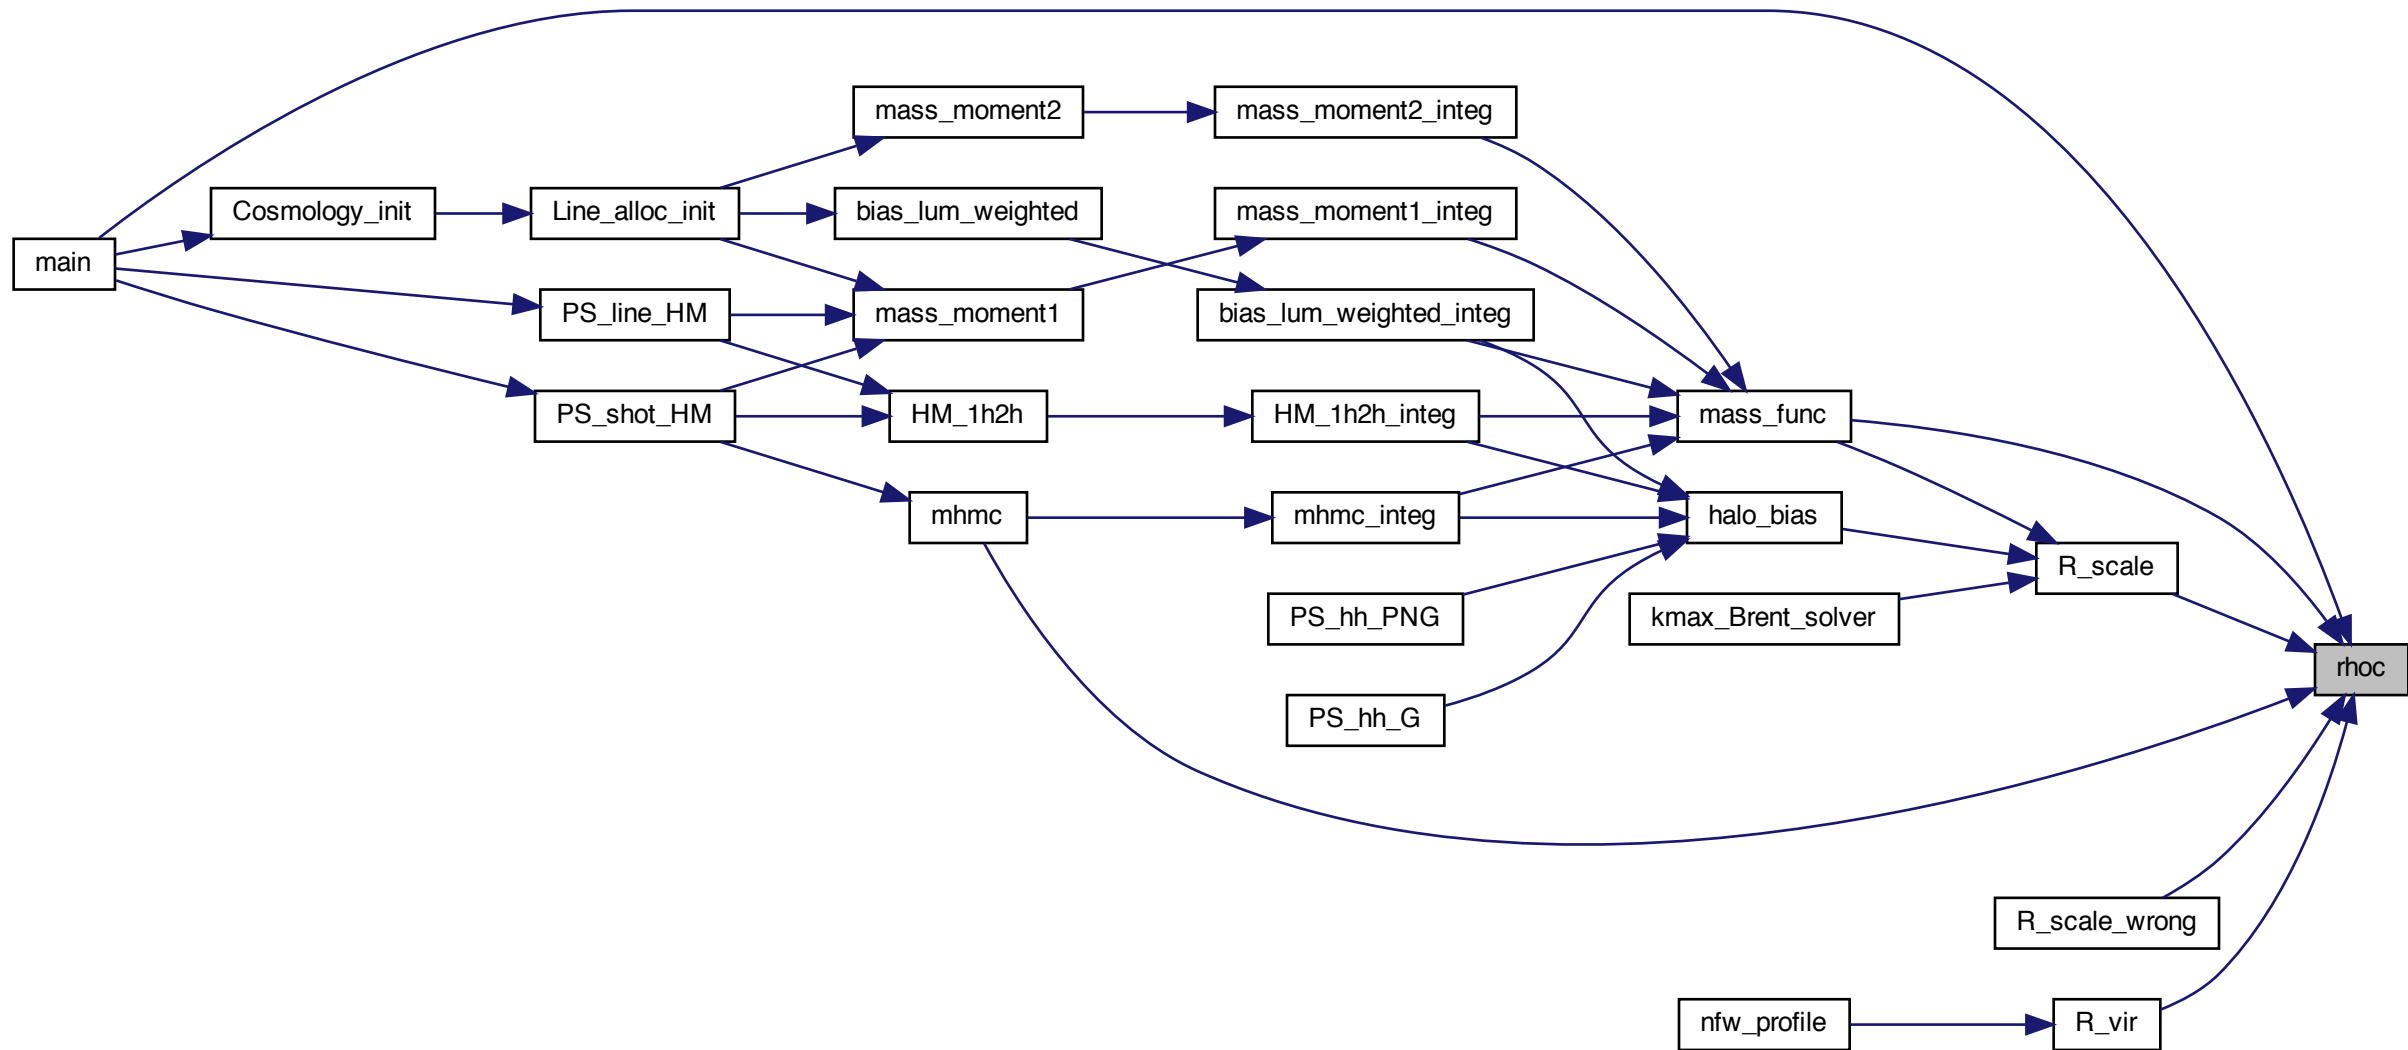 mass_moment2
mass_moment2_integ
Cosmology_init
Line_alloc_init
bias_lum_weighted
mass_moment1_integ
main
PS_line_HM
mass_moment1
bias_lum_weighted_integ
PS_shot_HM
HM_1h2h
HM_1h2h_integ
mass_func
mhmc
mhmc_integ
halo_bias
R_scale
PS_hh_PNG
kmax_Brent_solver
rhoc
PS_hh_G
R_scale_wrong
nfw_profile
R_vir